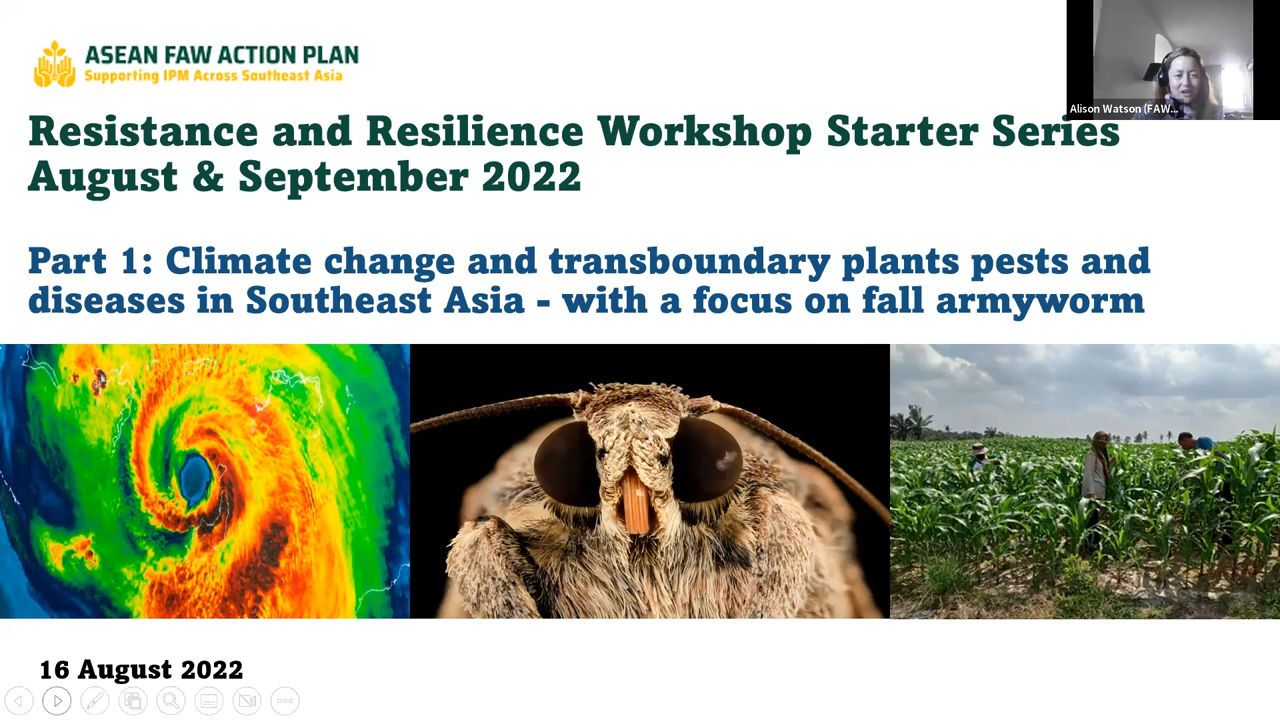 ASEAN FAW ACTION PLAN
Supporting IPM Across Southeast Asia
Alison Watson (FAW...
Resistance and Resilience Workshop Starter Series
August & September 2022
Part 1: Climate change and transboundary plants pests and
diseases in Southeast Asia - with a focus on fall armyworm
16 August 2022